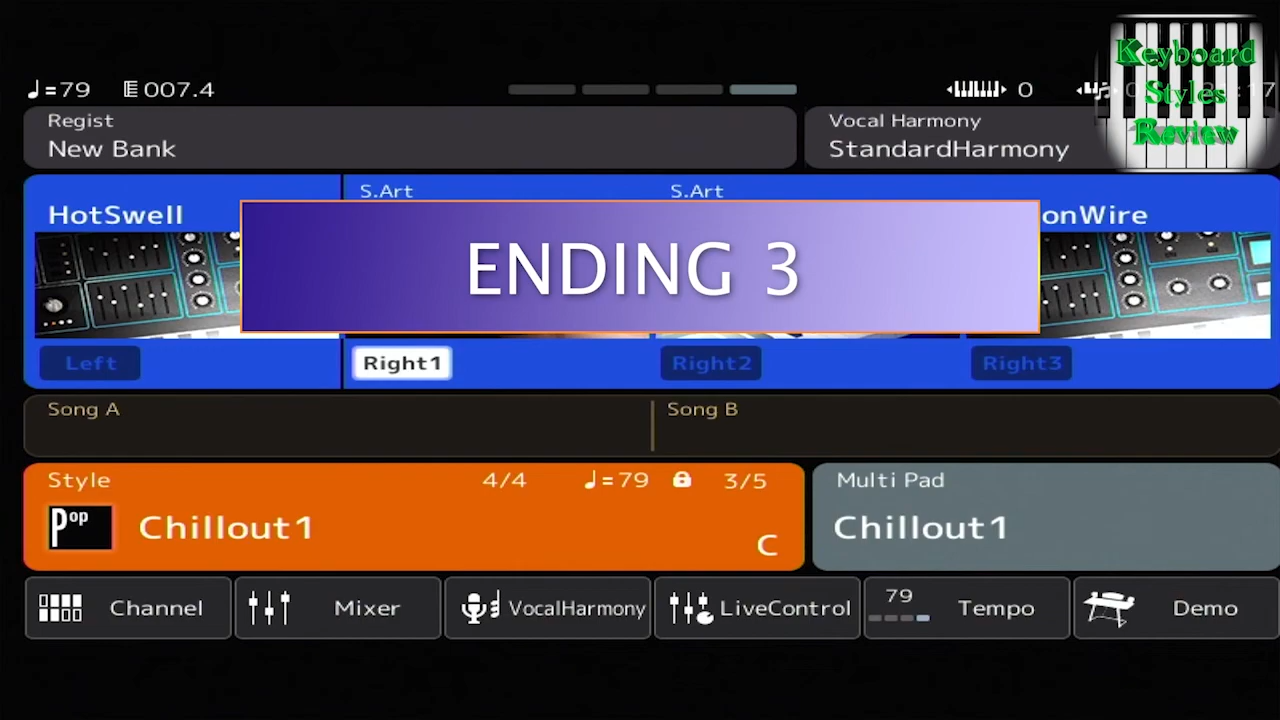 ♩=79 007.4
0
Keyboard
Styles
Review
Regist
New Bank
Vocal Harmony
StandardHarmony
S.Art
S.Art
HotSwell
onWire
ENDING 3
Left
Right1
Right2
Right3
Song A
Song B
Style 4/4 ♩=79 3/5
Pop
Chillout1
C
Multi Pad
Chillout1
Channel
Mixer
VocalHarmony
LiveControl
79
Tempo
Demo